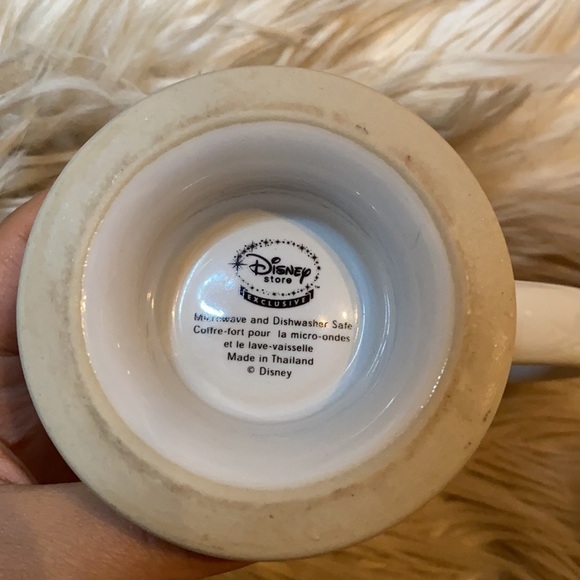 Disney
store
EXCLUSIVE
Microwave and Dishwasher Safe
Coffre-fort pour la micro-ondes
et le lave-vaisselle
Made in Thailand
© Disney